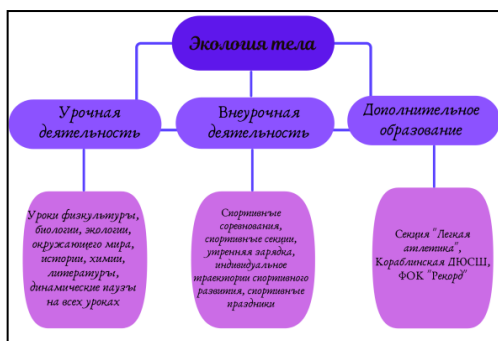 Экология тела
Урочная
деятельность
Внеурочная
деятельность
Дополнительное
образование
Уроки физкультуры,
биологии, экологии,
окружающего мира,
истории, химии,
литературы,
динамические паузы
на всех уроках
Спортивные
соревнования,
спортивные секции,
утренняя зарядка,
индивидуальное
траектории спортивного
развития, спортивные
праздники
Секция "Легкая
атлетика",
Кораблинская ДЮСШ,
ФОК "Рекорд"